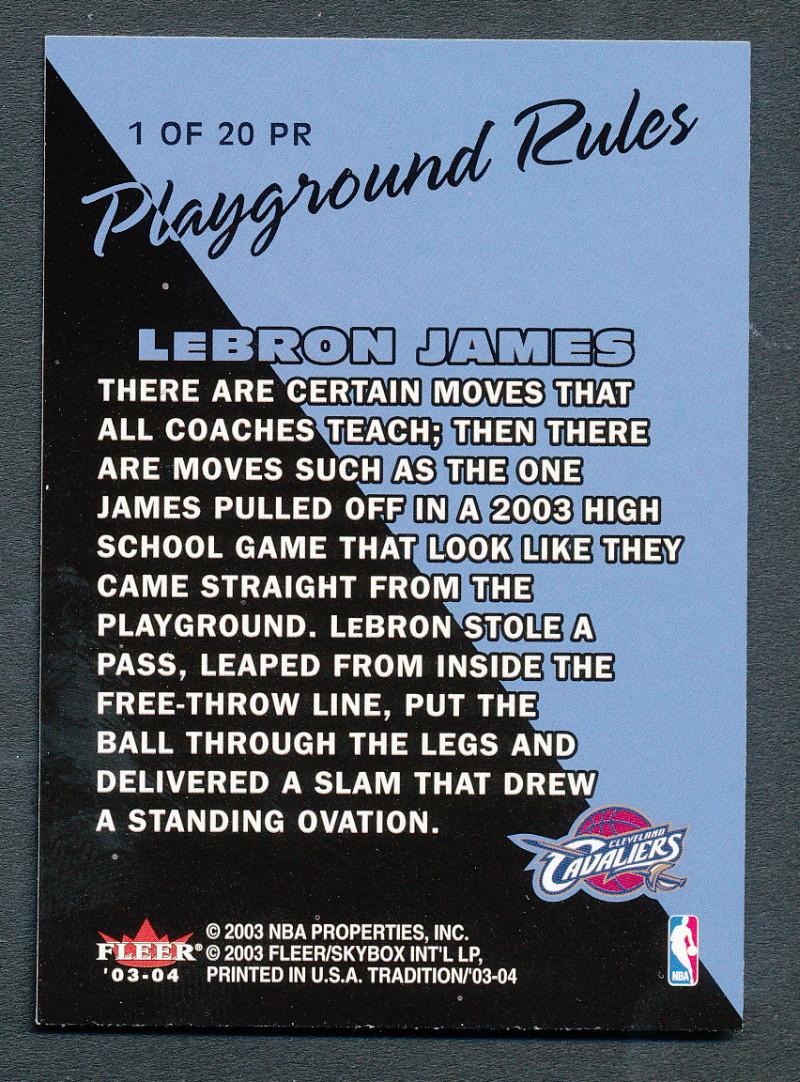 1 OF 20 PR
Playground Rules
LEBRON JAMES
THERE ARE CERTAIN MOVES THAT
ALL COACHES TEACH; THEN THERE
ARE MOVES SUCH AS THE ONE
JAMES PULLED OFF IN A 2003 HIGH
SCHOOL GAME THAT LOOK LIKE THEY
CAME STRAIGHT FROM THE
PLAYGROUND. LEBRON STOLE A
PASS, LEAPED FROM INSIDE THE
FREE-THROW LINE, PUT THE
BALL THROUGH THE LEGS AND
DELIVERED A SLAM THAT DREW
A STANDING OVATION.
CLEVELAND
CAVALIERS
FLEER®
'03-04
© 2003 NBA PROPERTIES, INC.
© 2003 FLEER/SKYBOX INT'L LP,
PRINTED IN U.S.A. TRADITION/'03-04
NBA